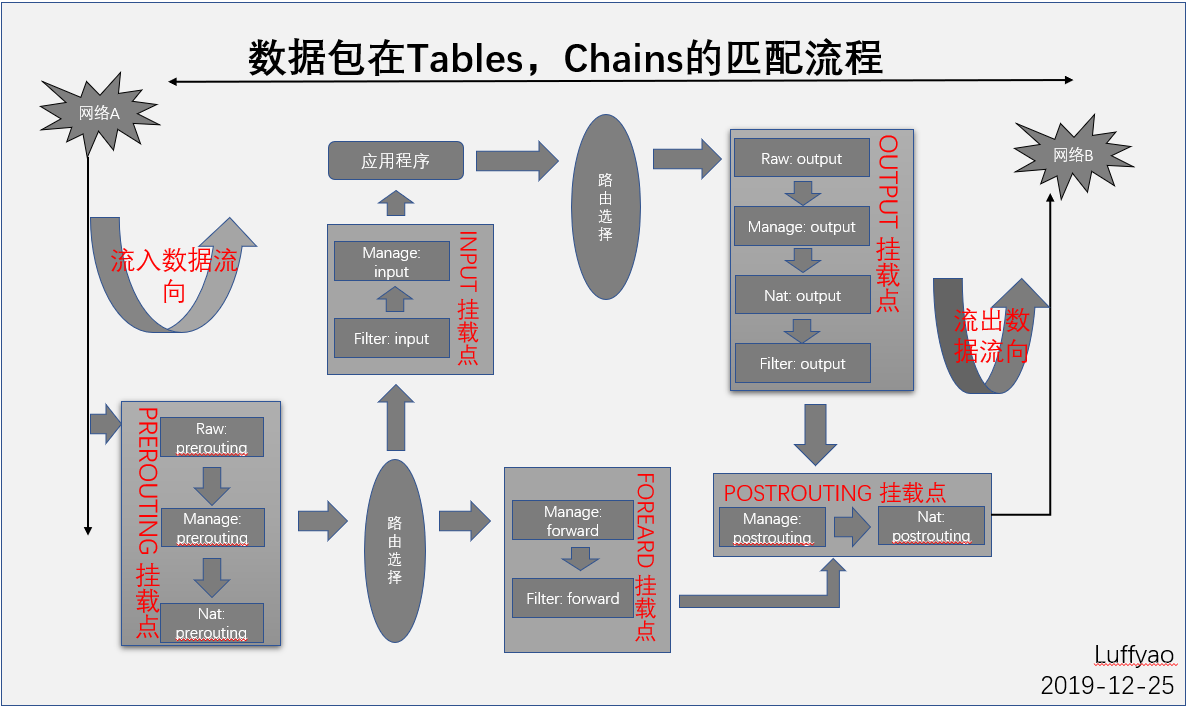 数据包在Tables，Chains的匹配流程
网络A
网络B
流入数据流
向
应用程序
路
由
选
择
Manage:
input
Filter: input
INPUT 挂载点
Raw: output
Manage: output
Nat: output
Filter: output
OUTPUT 挂载点
流出数
据流向
PREROUTING 挂载点
Raw:
prerouting
Manage:
prerouting
Nat:
prerouting
路
由
选
择
Manage:
forward
Filter: forward
FOREARD 挂载点
POSTROUTING 挂载点
Manage:
postrouting
Nat:
postrouting
Luffyao
2019-12-25